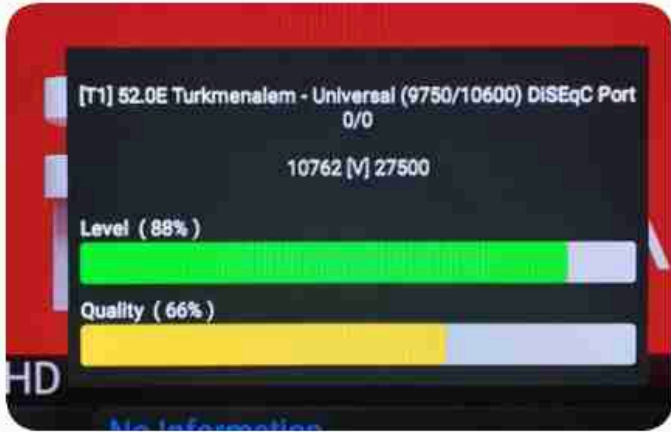 [T1] 52.0E Turkmenalem - Universal (9750/10600) DiSEqC Port
0/0
10762 [V] 27500
Level ( 88% )
Quality ( 66% )
HD
No Information